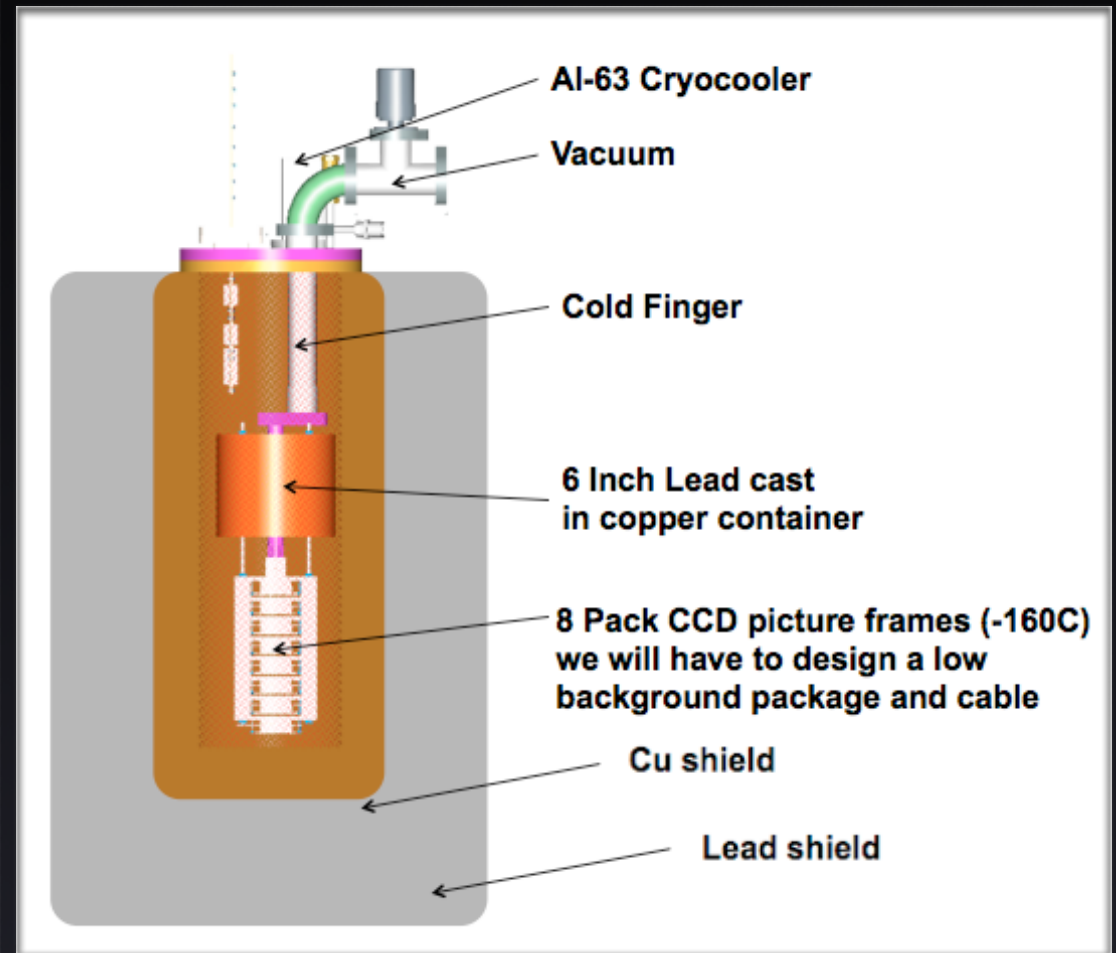 Al-63 Cryocooler
Vacuum
Cold Finger
6 Inch Lead cast
in copper container
8 Pack CCD picture frames (-160C)
we will have to design a low
background package and cable
Cu shield
Lead shield